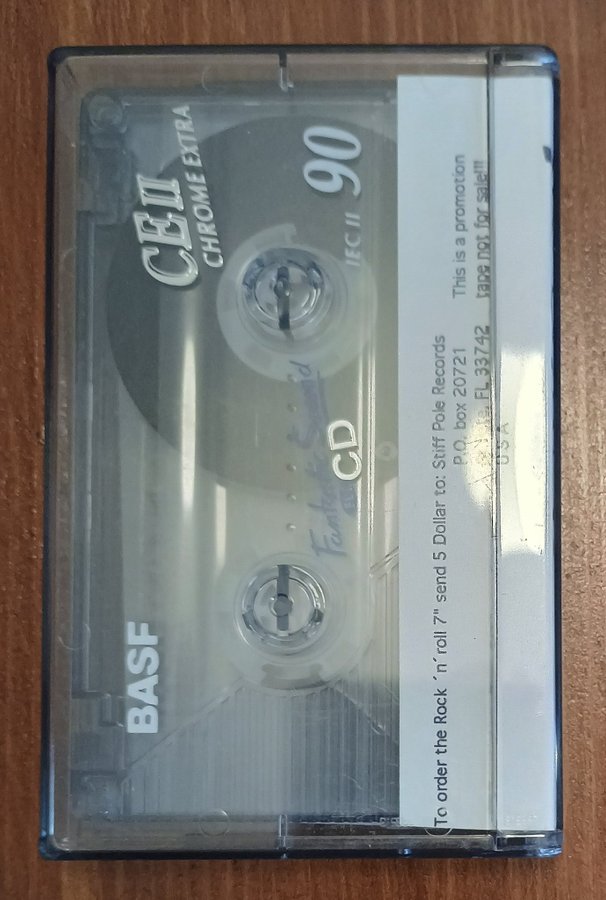 BASF
CE II
CHROME EXTRA
90
IEC II
CD
To order the Rock ´n´roll 7" send 5 Dollar to: Stiff Pole Records
P.O. box 20721
FL 33742
USA
This is a promotion
tape not for sale!!!